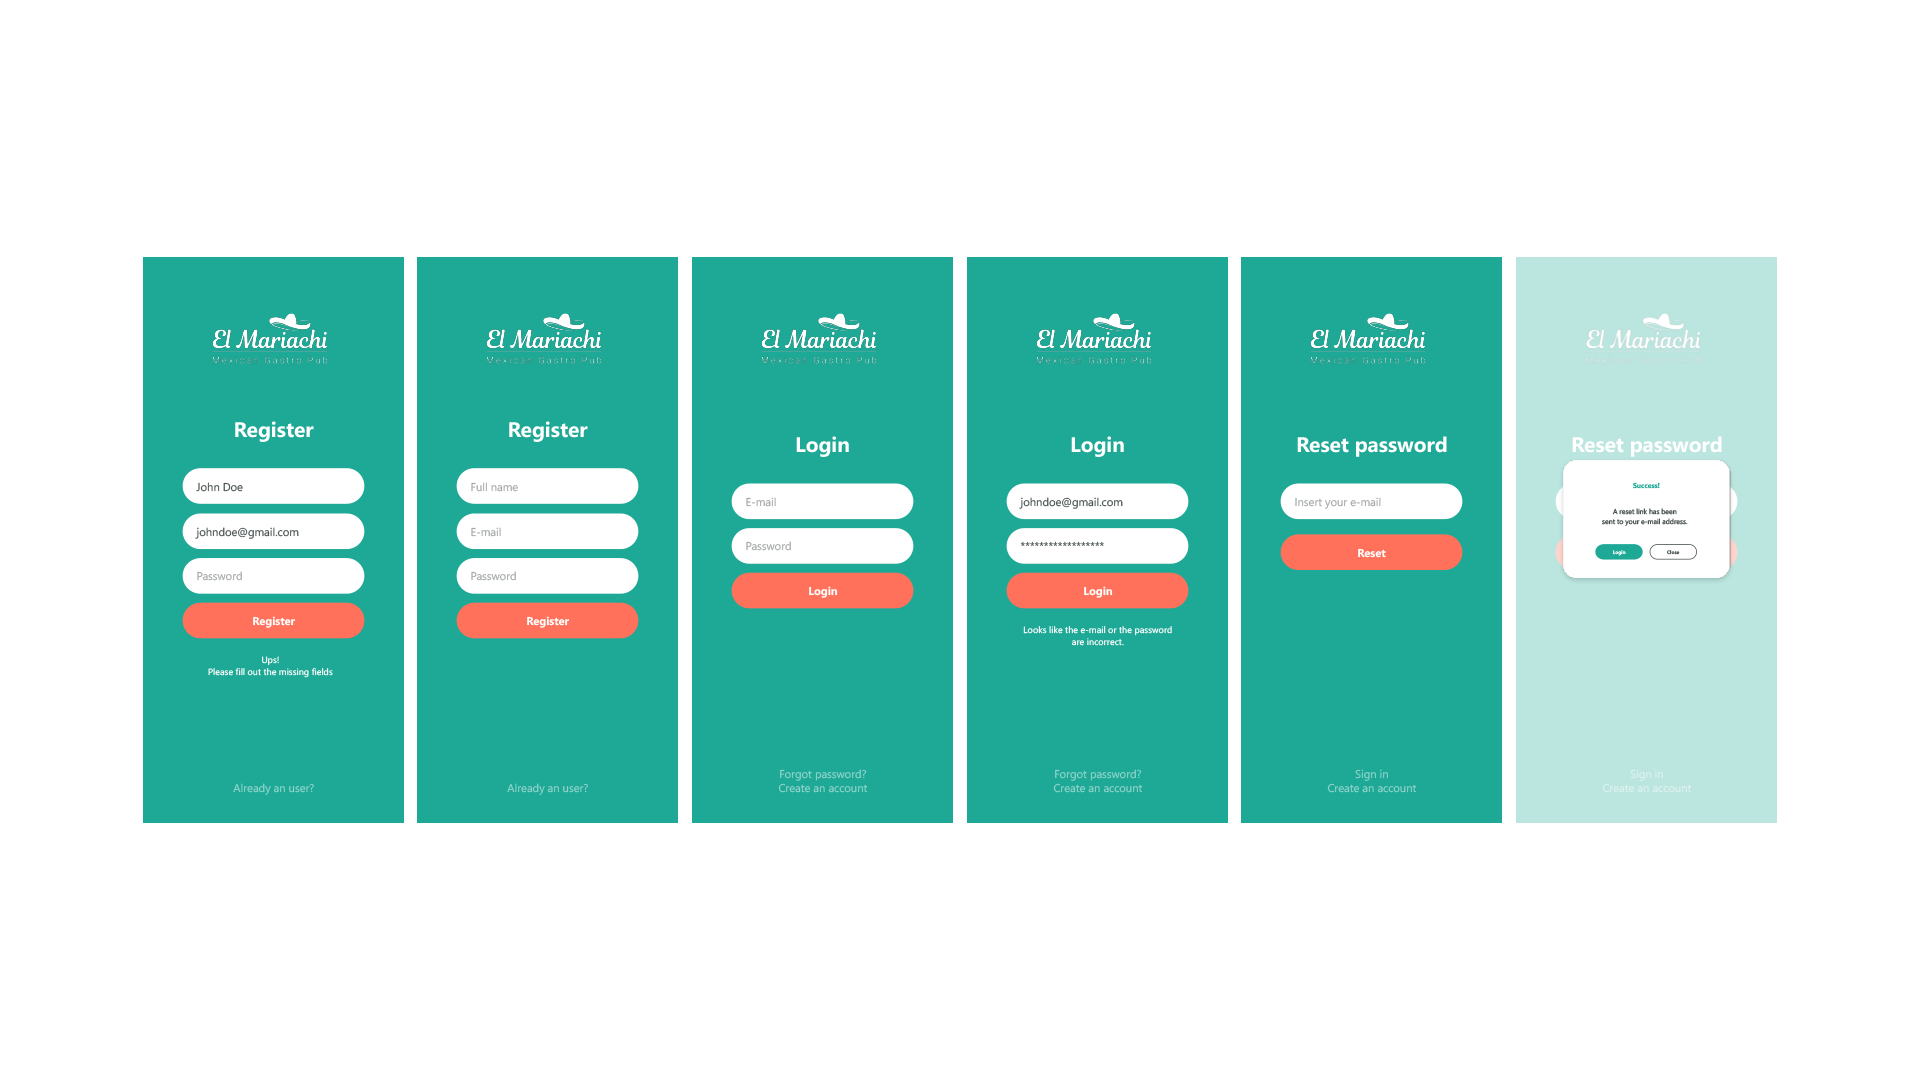 El Mariachi
Mexican Gastro Pub
Register
John Doe
johndoe@gmail.com
Password
Register
Ups!
Please fill out the missing fields
Already an user?
El Mariachi
Mexican Gastro Pub
Register
Full name
E-mail
Password
Register
Already an user?
El Mariachi
Mexican Gastro Pub
Login
E-mail
Password
Login
Forgot password?
Create an account
El Mariachi
Mexican Gastro Pub
Login
johndoe@gmail.com
******************
Login
Looks like the e-mail or the password
are incorrect.
Forgot password?
Create an account
El Mariachi
Mexican Gastro Pub
Reset password
Insert your e-mail
Reset
Sign in
Create an account
El Mariachi
Reset password
Success!
A reset link has been
sent to your e-mail address.
Login
Close
Sign in
Create an account